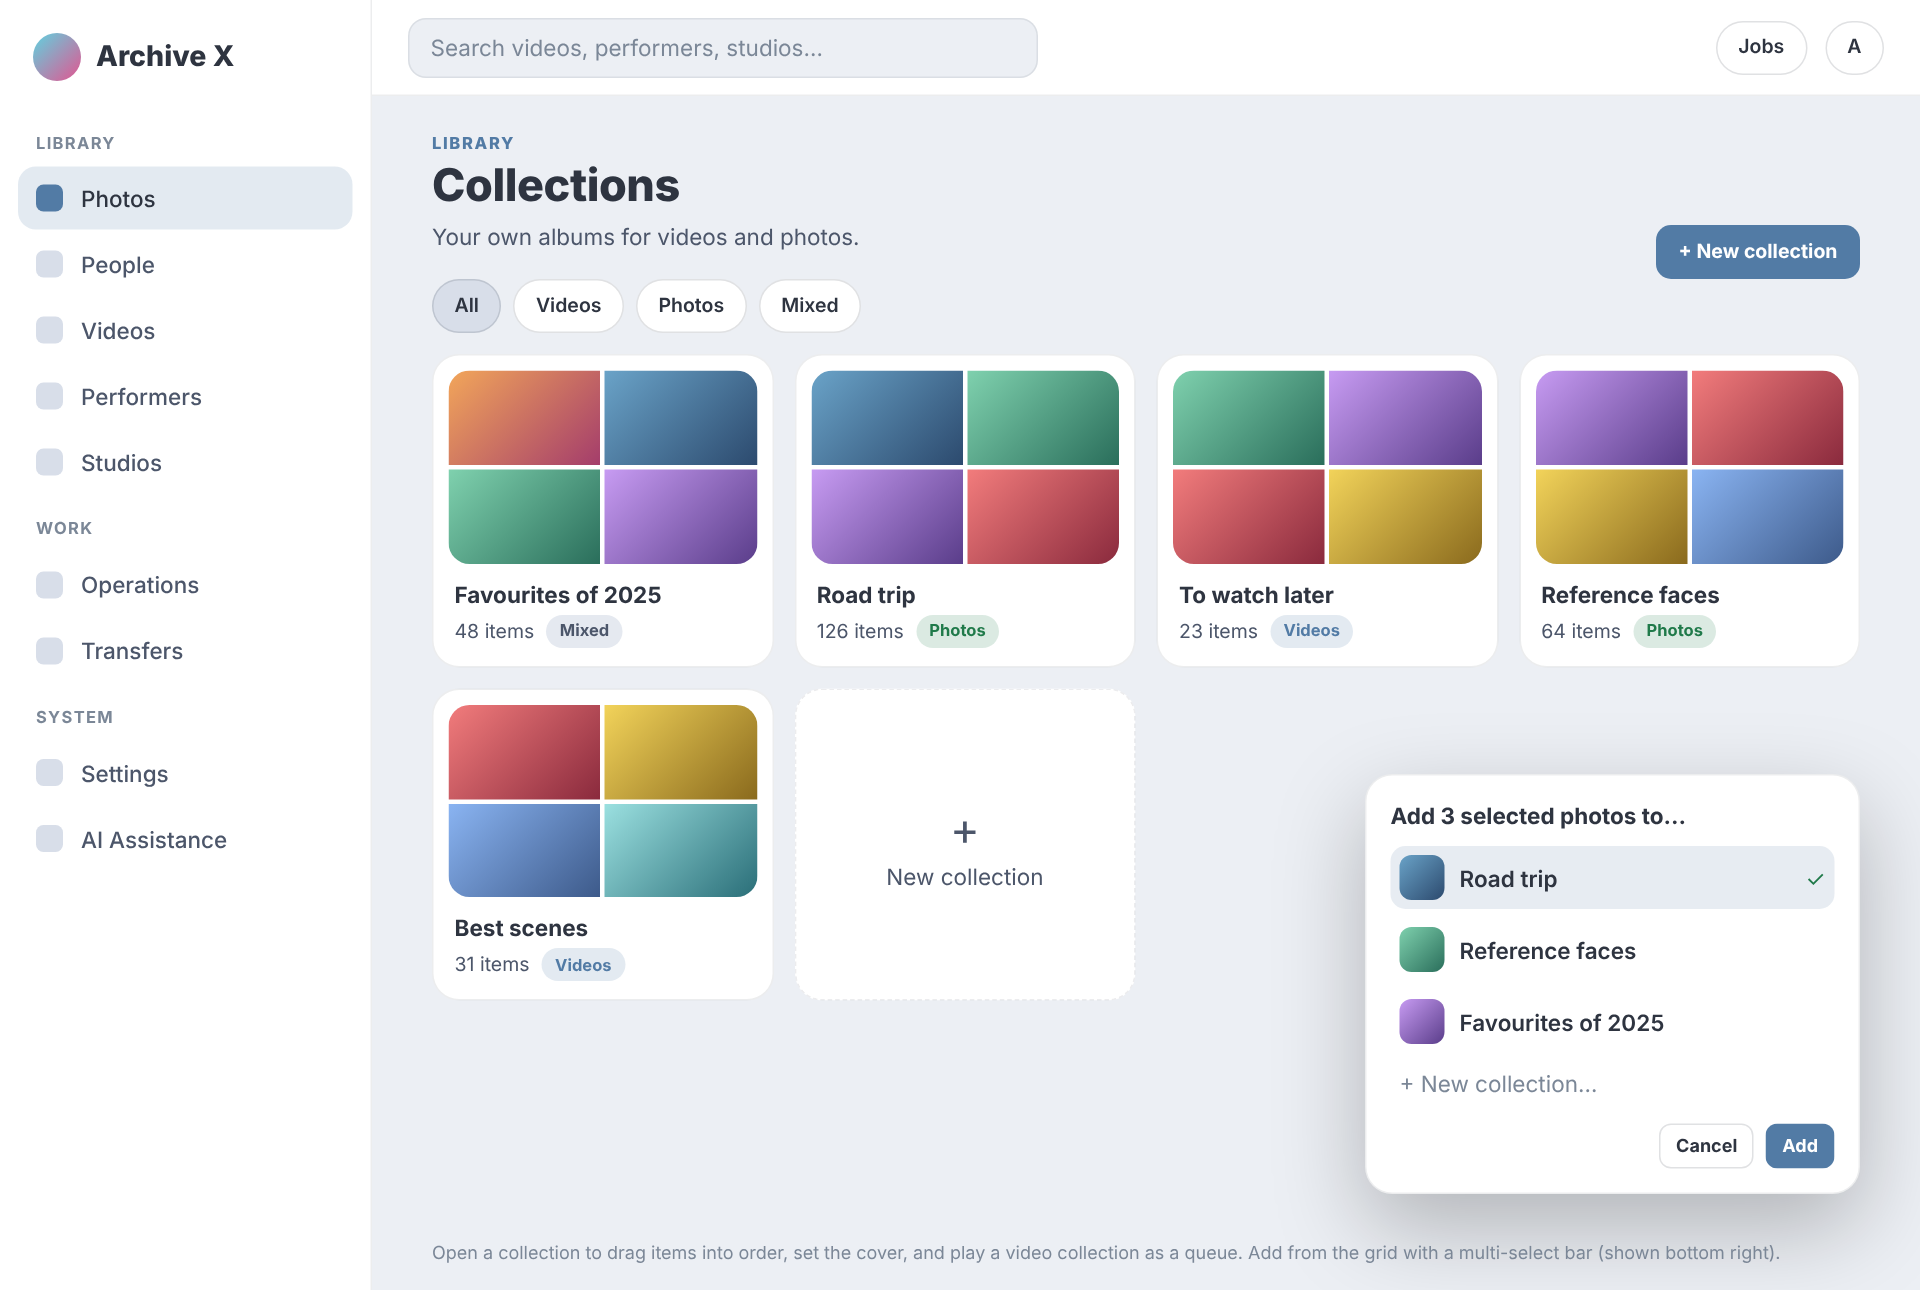 Archive X
Search videos, performers, studios...
Jobs
A
LIBRARY
Photos
People
Videos
Performers
Studios
WORK
Operations
Transfers
SYSTEM
Settings
AI Assistance
LIBRARY
Collections
Your own albums for videos and photos.
+ New collection
All
Videos
Photos
Mixed
Favourites of 2025
48 items Mixed
Road trip
126 items Photos
To watch later
23 items Videos
Reference faces
64 items Photos
Best scenes
31 items Videos
+
New collection
Add 3 selected photos to...
Road trip ✓
Reference faces
Favourites of 2025
+ New collection...
Cancel
Add
Open a collection to drag items into order, set the cover, and play a video collection as a queue. Add from the grid with a multi-select bar (shown bottom right).